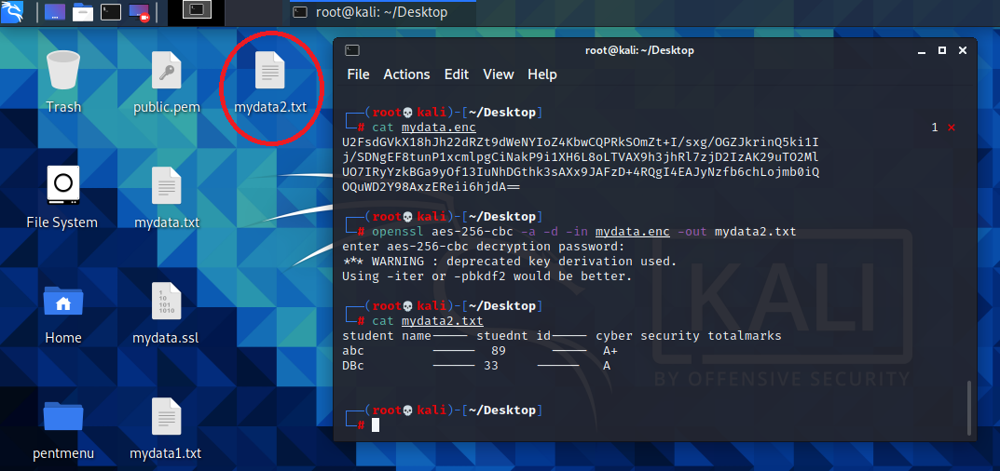 root@kali: ~/Desktop
Trash
public.pem
mydata2.txt
File System
mydata.txt
Home
mydata.ssl
pentmenu
mydata1.txt
root@kali: ~/Desktop
File Actions Edit View Help
┌──(root💀kali)-[~/Desktop]
└─# cat mydata.enc 1 ⨯
U2FsdGVkX18hJh22dRZt9dWeNYIoZ4KbwCQPRkSOmZt+I/sxg/OGZJkrinQ5ki1I
j/SDNgEF8tunP1xcmlpgCiNakP9i1XH6L8oLTVAX9h3jhRl7zjD2IzAK29uTO2Ml
UO7IRyYzkBGa9yOf13IuNhDGthk3sAXx9JAFzD+4RQgI4EAJyNzfb6chLojmb0iQ
OQuWD2Y98AxzEReii6hjdA==
┌──(root💀kali)-[~/Desktop]
└─# openssl aes-256-cbc -a -d -in mydata.enc -out mydata2.txt
enter aes-256-cbc decryption password:
*** WARNING : deprecated key derivation used.
Using -iter or -pbkdf2 would be better.
┌──(root💀kali)-[~/Desktop]
└─# cat mydata2.txt
student name----- stuednt id----- cyber security totalmarks
abc ------ 89 ----- A+
DBc ------ 33 ------ A
┌──(root💀kali)-[~/Desktop]
└─#
KALI
BY OFFENSIVE SECURITY